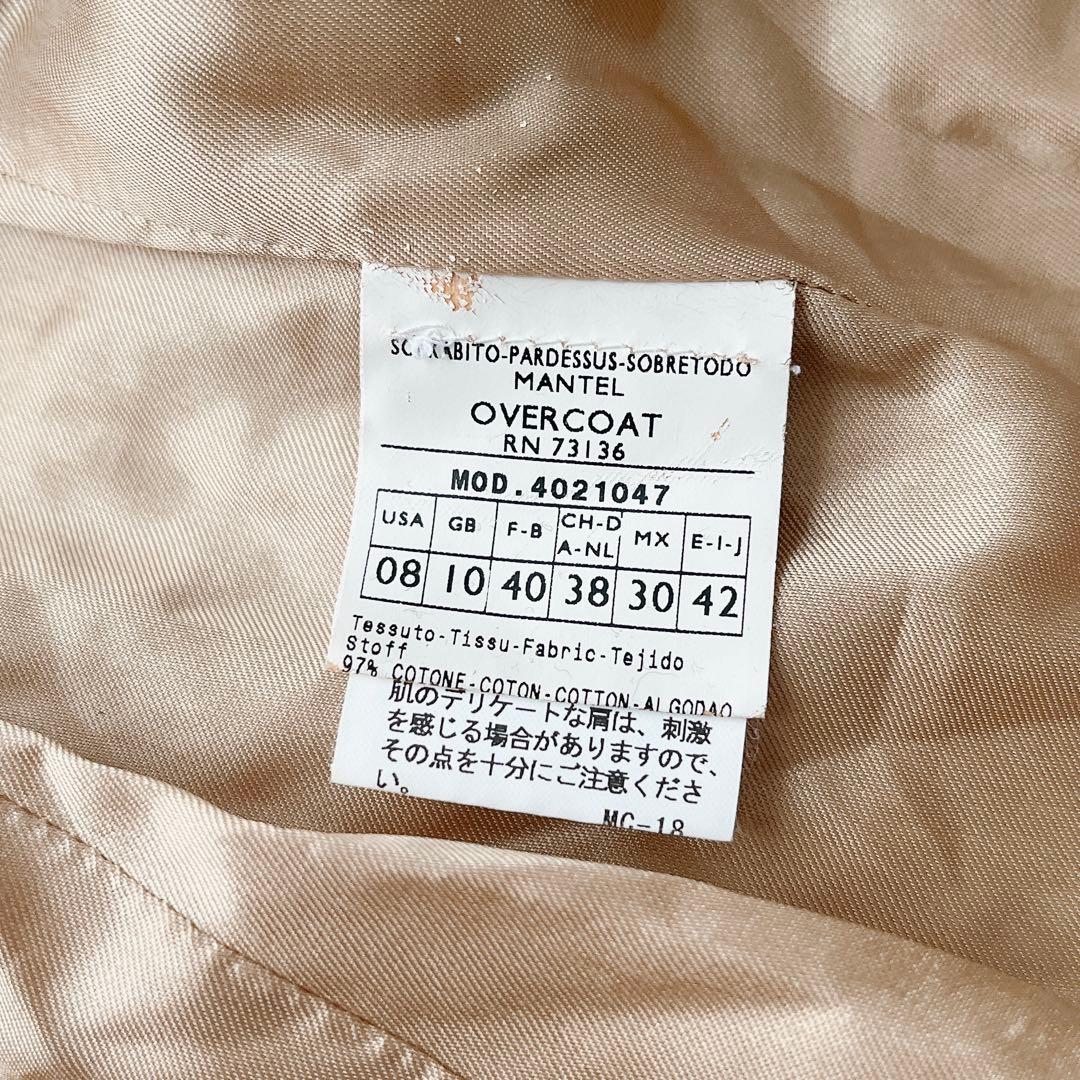 SOPRABITO-PARDESSUS-SOBRETODO
MANTEL
OVERCOAT
RN 73136
MOD.4021047
USA GB F-B CH-D A-NL MX E-I-J
08 10 40 38 30 42
Tessuto-Tissu-Fabric-Tejido
Stoff
97% COTONE-COTON-COTTON-ALGODAO
肌のデリケートな肩は、刺激
を感じる場合がありますので、
その点を十分にご注意くださ
い。
MC-18